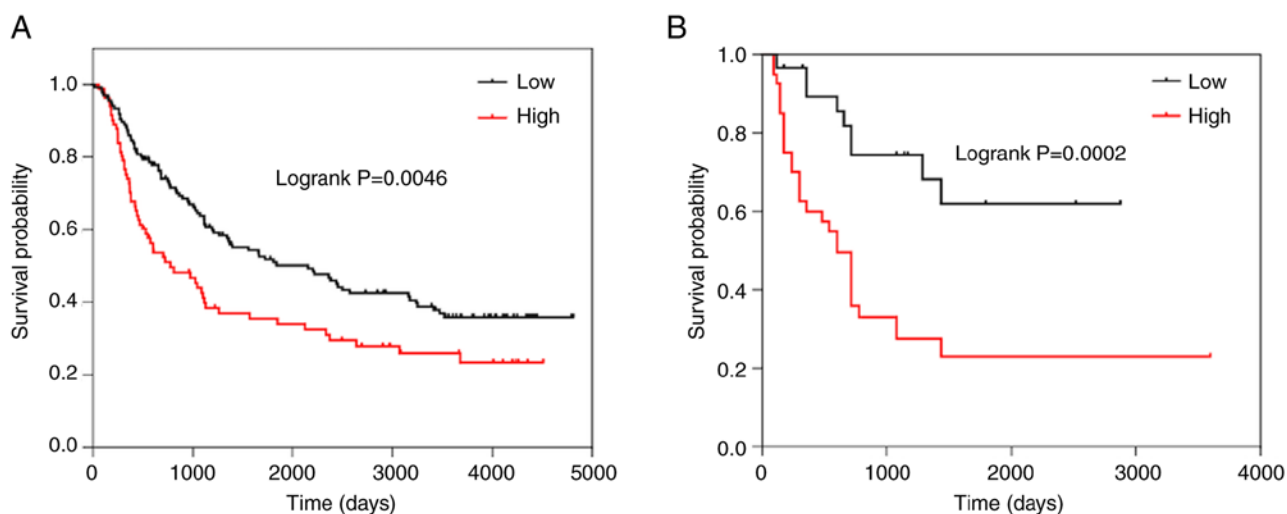 A
Survival probability
1.0
0.8
0.6
0.4
0.2
0.0
Low
High
Logrank P=0.0046
0 1000 2000 3000 4000 5000
Time (days)
B
Survival probability
1.0
0.8
0.6
0.4
0.2
0.0
Low
High
Logrank P=0.0002
0 1000 2000 3000 4000
Time (days)